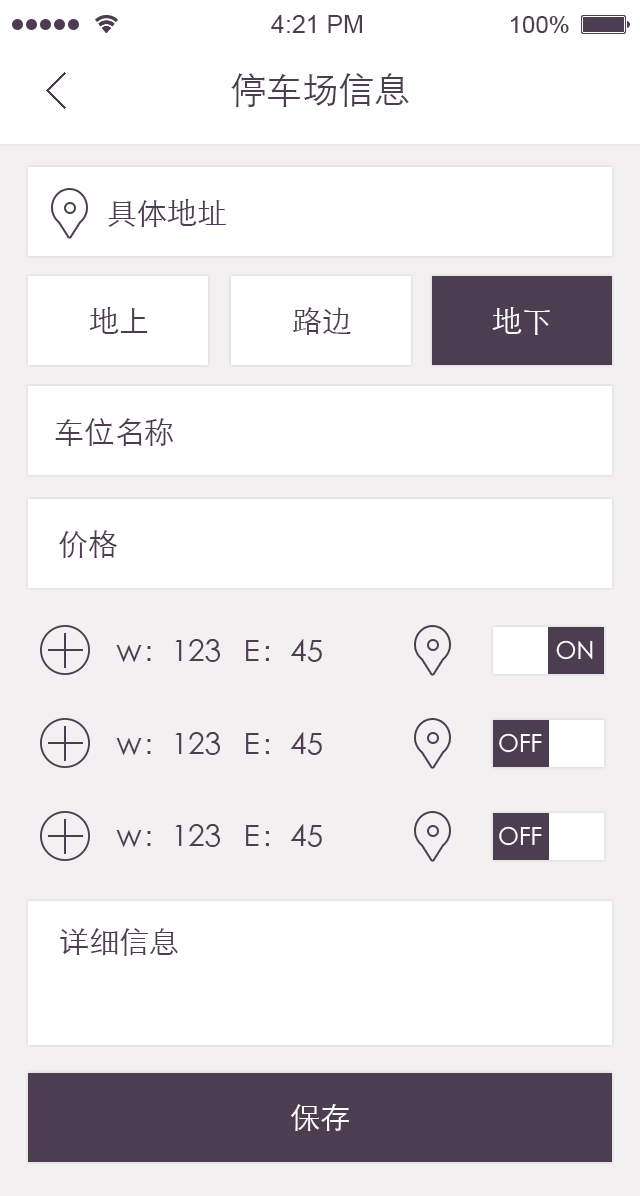 4:21 PM 100%
停车场信息
具体地址
地上 路边 地下
车位名称
价格
w: 123 E: 45 ON
w: 123 E: 45 OFF
w: 123 E: 45 OFF
详细信息
保存